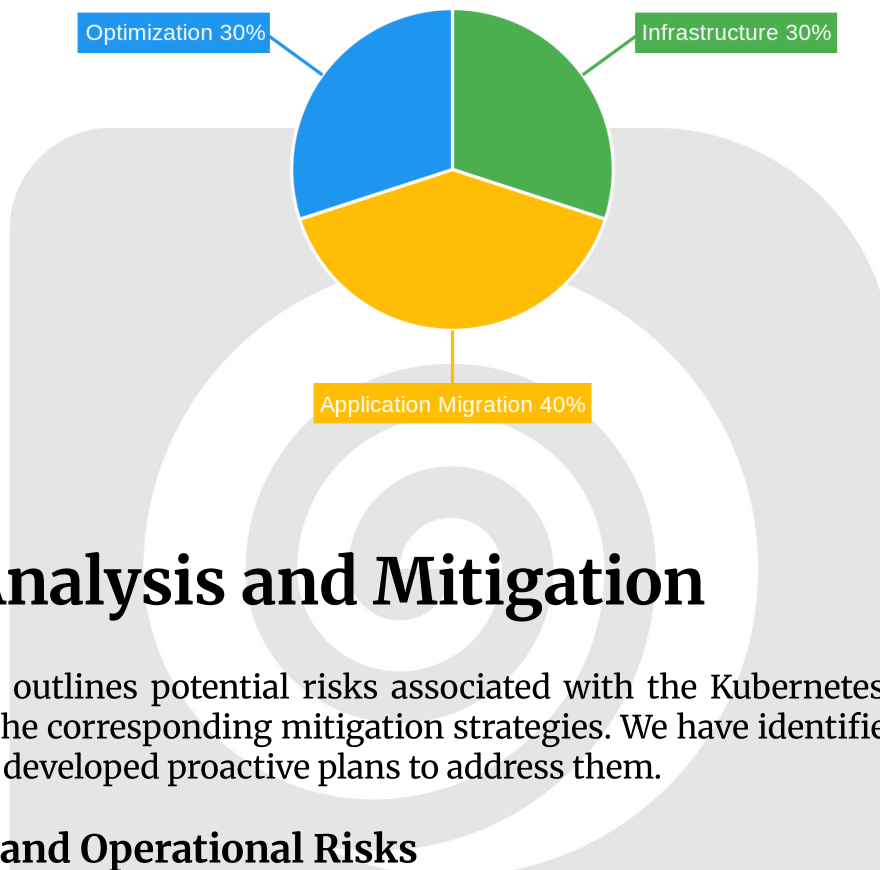 Optimization 30%
Infrastructure 30%
Application Migration 40%
Analysis and Mitigation
outlines potential risks associated with the Kubernetes
he corresponding mitigation strategies. We have identifie
developed proactive plans to address them.
and Operational Risks